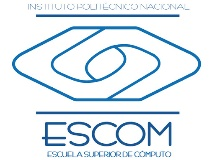 INSTITUTO POLITÉCNICO NACIONAL
ESCOM
ESCUELA SUPERIOR DE CÓMPUTO